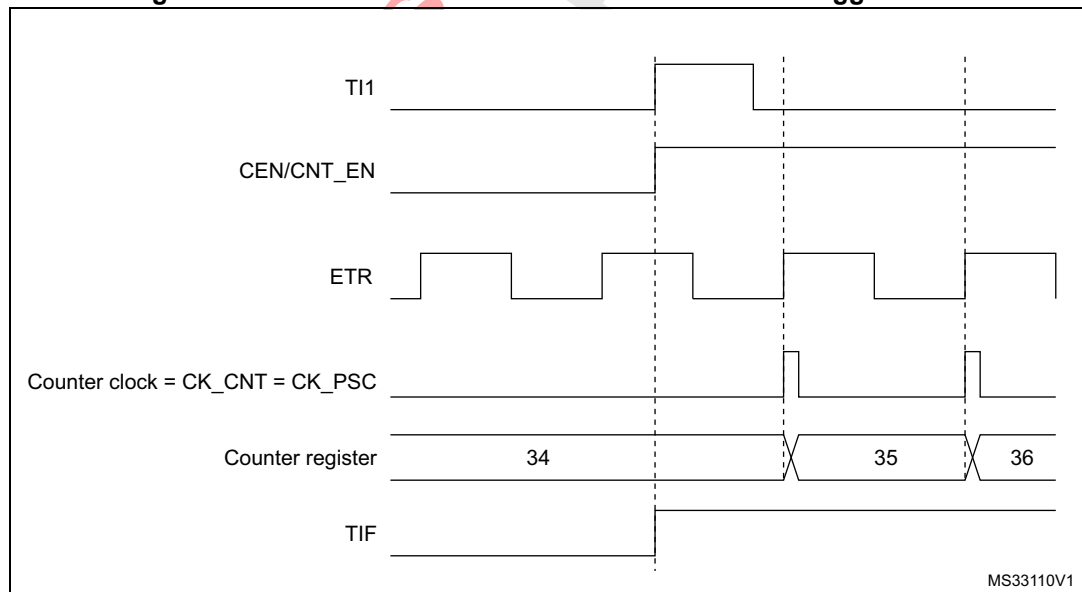 TI1
CEN/CNT_EN
ETR
Counter clock = CK_CNT = CK_PSC
Counter register 34 35 36
TIF
MS33110V1